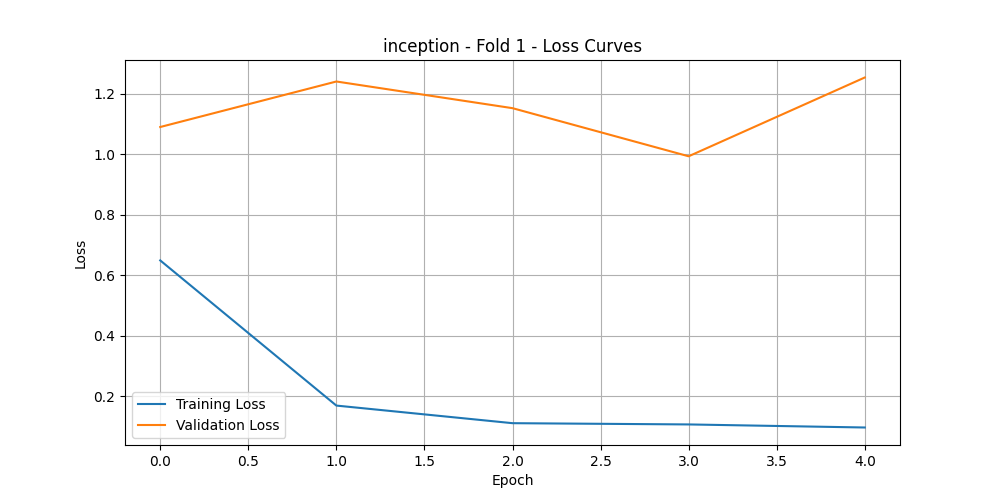 inception - Fold 1 - Loss Curves
1.2
1.0
0.8
0.6
0.4
0.2
Loss
Training Loss
Validation Loss
0.0 0.5 1.0 1.5 2.0 2.5 3.0 3.5 4.0
Epoch